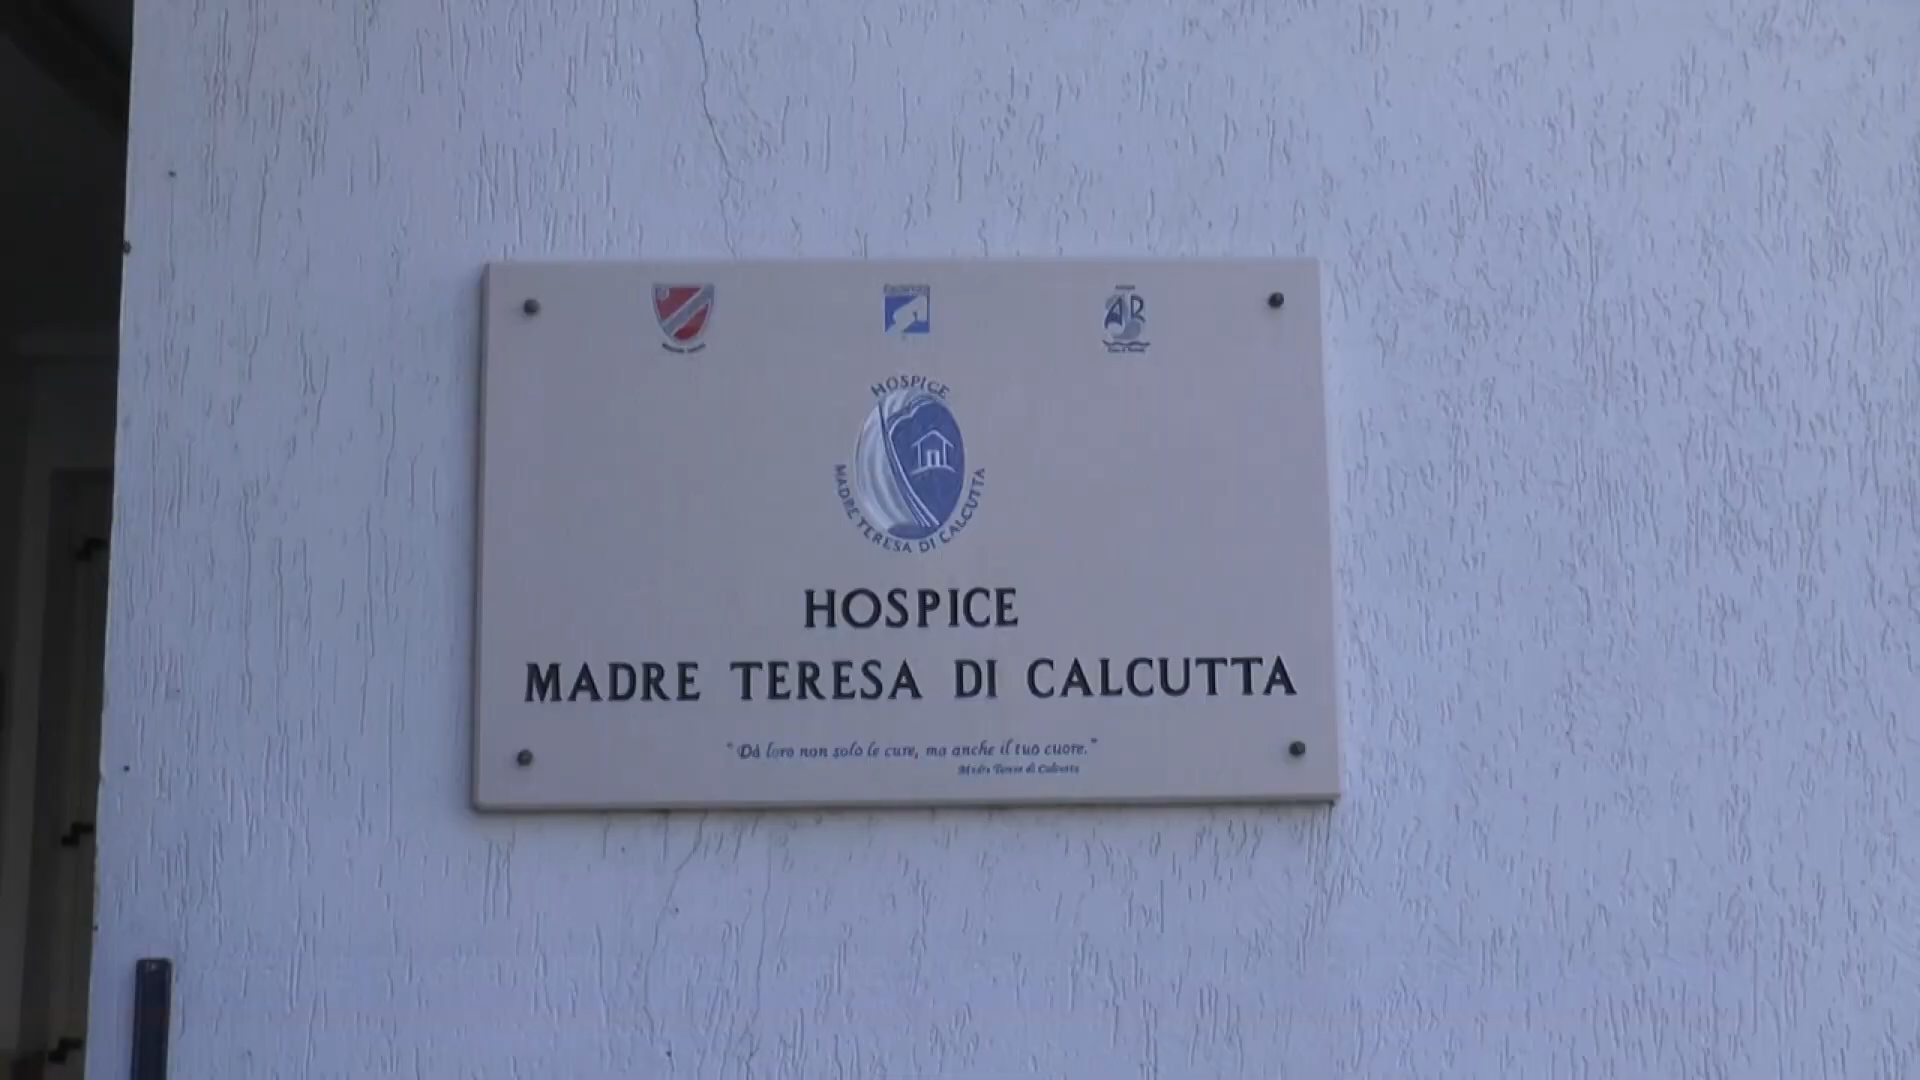 HOSPICE
MADRE TERESA DI CALCUTTA
HOSPICE
MADRE TERESA DI CALCUTTA
"Dà loro non solo le cure, ma anche il tuo cuore."
Madre Teresa di Calcutta